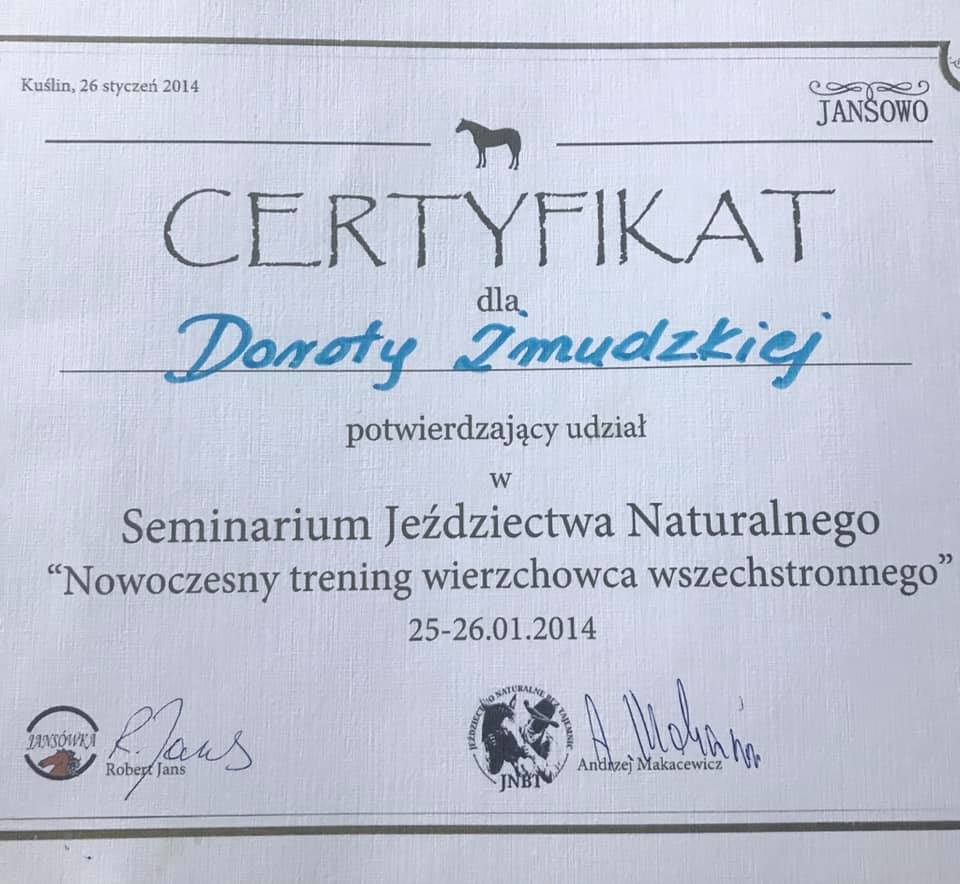 Kuślin, 26 styczeń 2014
JANSOWO
CERTYFIKAT
dla
Doroty Żmudzkiej
potwierdzający udział
w
Seminarium Jeździectwa Naturalnego
“Nowoczesny trening wierzchowca wszechstronnego”
25-26.01.2014
JANSÓWKA
R. Jans
Robert Jans
JEŹDZIECTWO NATURALNE BEZ TAJEMNIC
JNBT
Andrzej Makacewicz